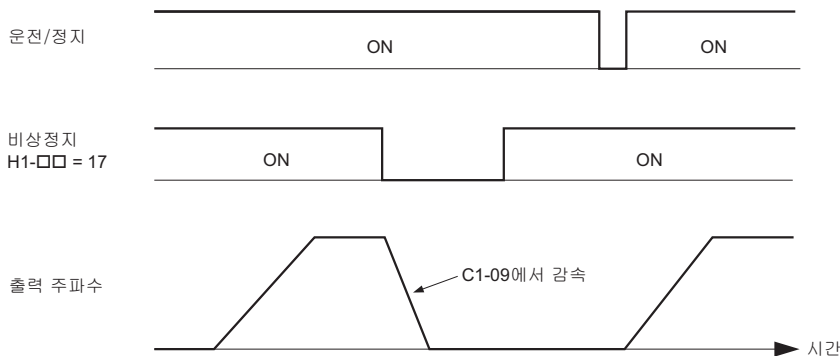 운전/정지
ON
ON
비상정지
H1-□□ = 17
ON
ON
출력 주파수
C1-09에서 감속
시간